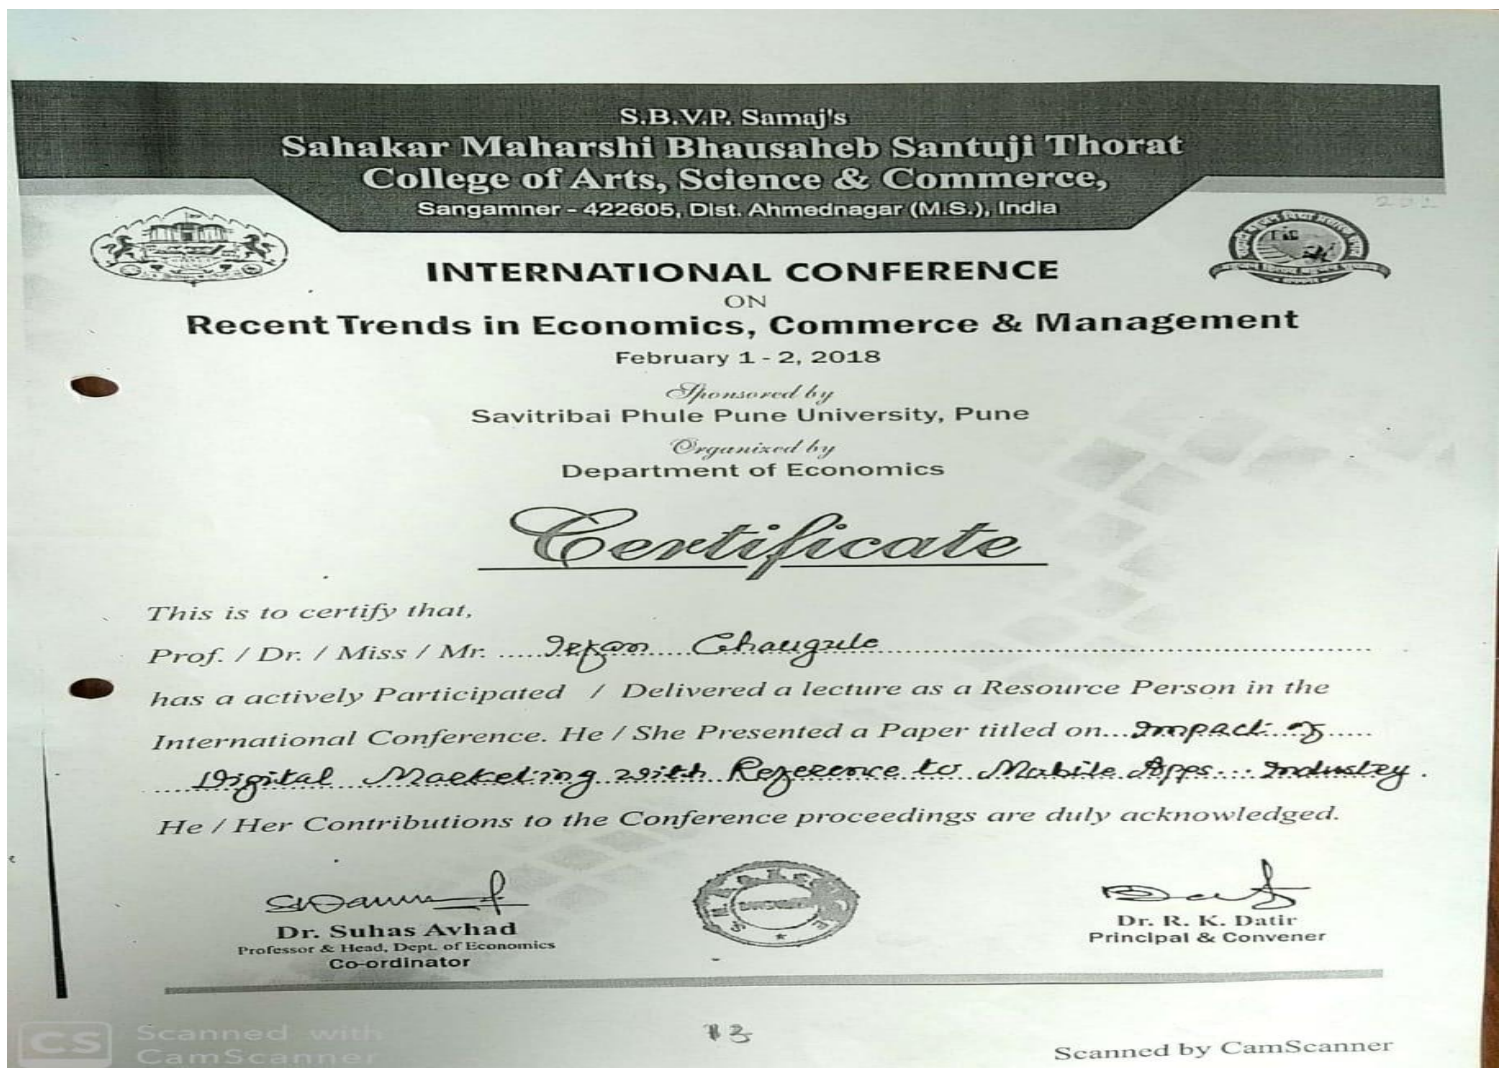 S.B.V.P. Samaj's
Sahakar Maharshi Bhausaheb Santuji Thorat
College of Arts, Science & Commerce,
Sangamner - 422605, Dist. Ahmednagar (M.S.), India
INTERNATIONAL CONFERENCE
ON
Recent Trends in Economics, Commerce & Management
February 1 - 2, 2018
Sponsored by
Savitribai Phule Pune University, Pune
Organized by
Department of Economics
Certificate
This is to certify that,
Prof. / Dr. / Miss / Mr. .....Irfan.....Chaugule
has a actively Participated / Delivered a lecture as a Resource Person in the
International Conference. He / She Presented a Paper titled on...Impact of.....
Digital Marketing with Reference to Mobile Apps...Industry.
He / Her Contributions to the Conference proceedings are duly acknowledged.
Dr. Suhas Avhad
Professor & Head, Dept. of Economics
Co-ordinator
Dr. R. K. Datir
Principal & Convener
CS Scanned with
CamScanner
Scanned by CamScanner